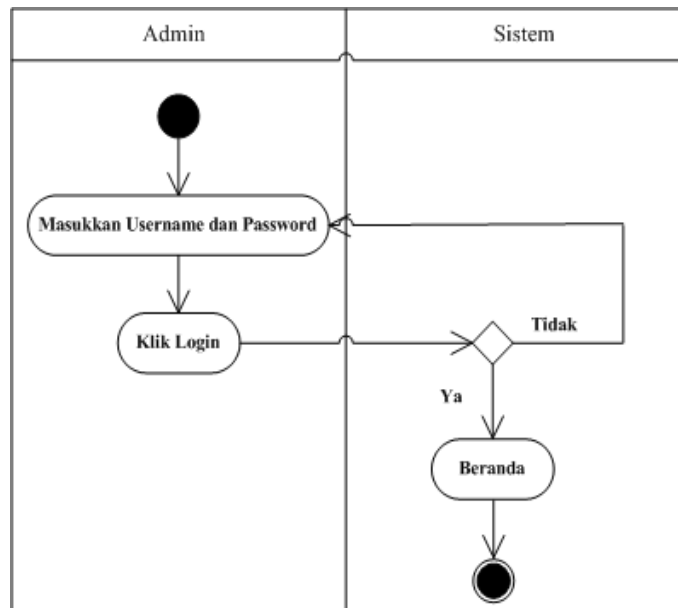 Admin
Sistem
Masukkan Username dan Password
Klik Login
Tidak
Ya
Beranda